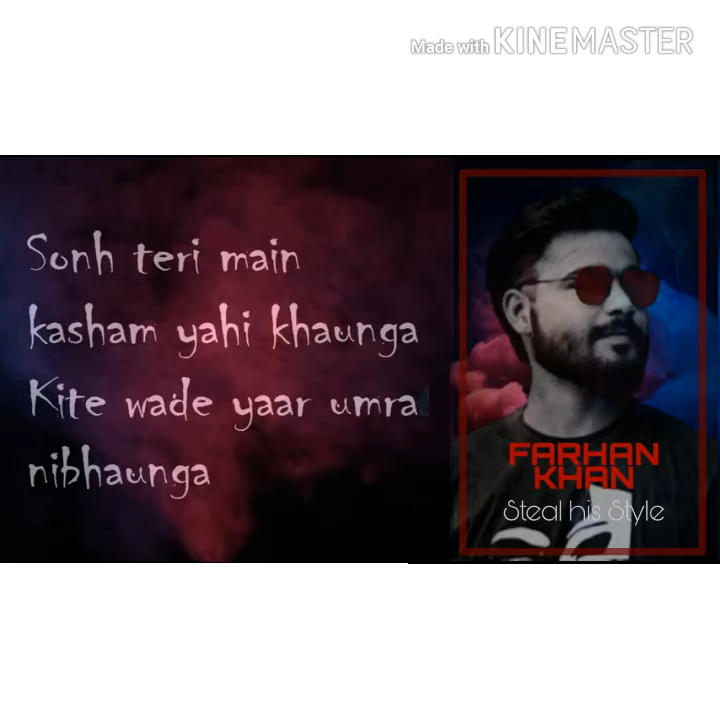 Made with KINEMASTER
Sonh teri main
kasham yahi khaunga
Kite wade yaar umra
nibhaunga
FARHAN
KHAN
Steal his Style